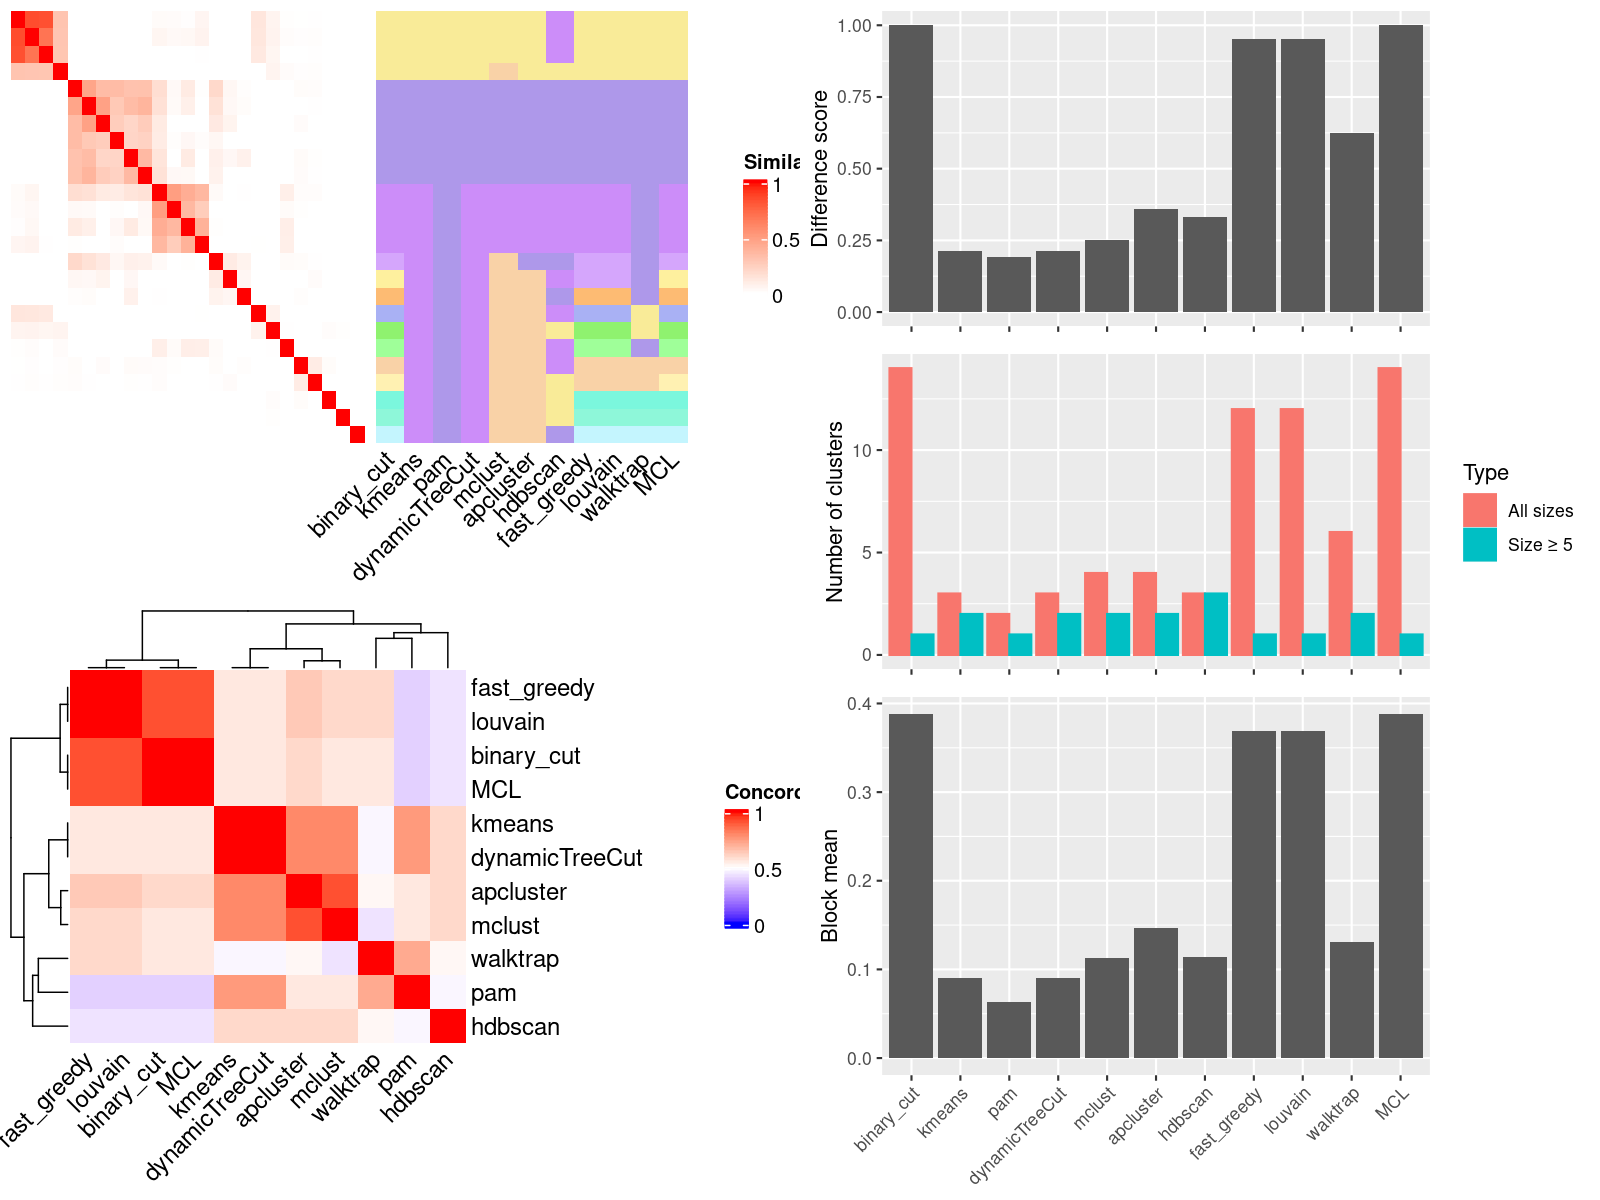 Simila
1
0.5
0
binary_cut
kmeans
pam
dynamicTreeCut
mclust
apcluster
hdbscan
fast_greedy
louvain
walktrap
MCL
fast_greedy
louvain
binary_cut
MCL
kmeans
dynamicTreeCut
apcluster
mclust
walktrap
pam
hdbscan
Concord
1
0.5
0
fast_greedy
louvain
binary_cut
MCL
kmeans
dynamicTreeCut
apcluster
mclust
walktrap
pam
hdbscan
Difference score
1.00
0.75
0.50
0.25
0.00
Number of clusters
10
5
0
Type
All sizes
Size ≥ 5
Block mean
0.4
0.3
0.2
0.1
0.0
binary_cut
kmeans
pam
dynamicTreeCut
mclust
apcluster
hdbscan
fast_greedy
louvain
walktrap
MCL